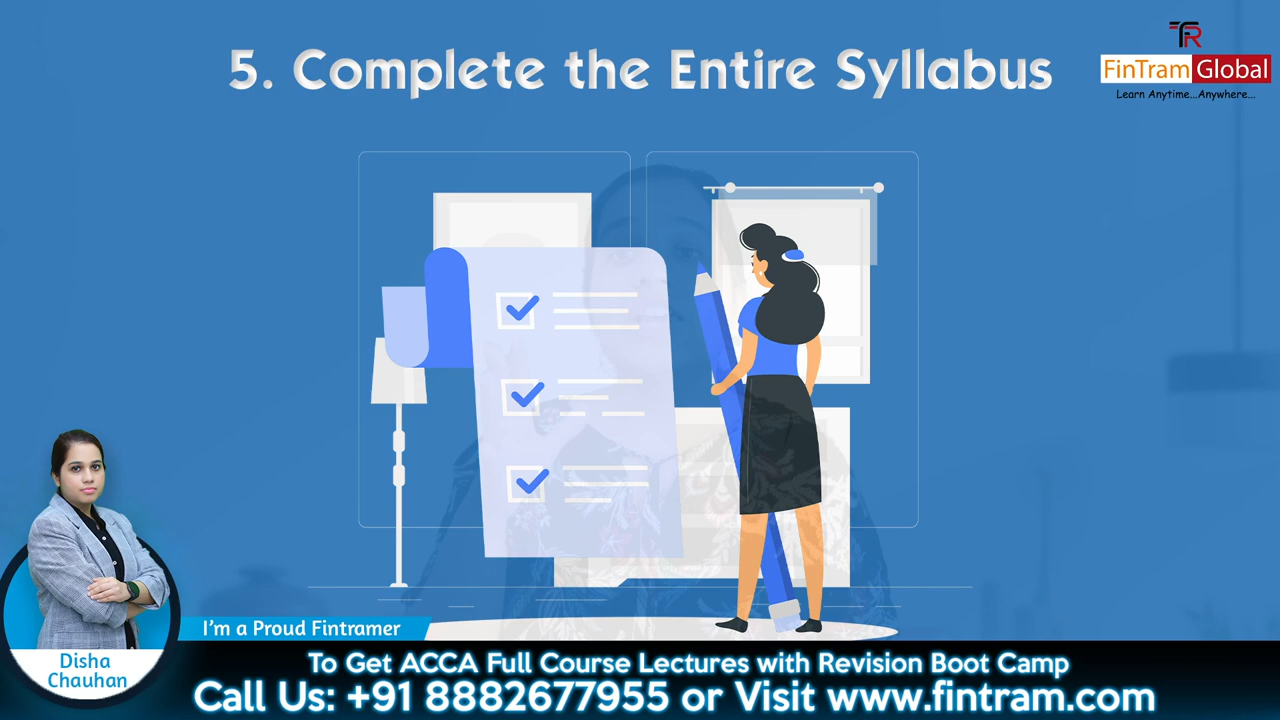 5. Complete the Entire Syllabus
TR
FinTram Global
Learn Anytime...Anywhere...
I'm a Proud Fintramer
Disha
Chauhan
To Get ACCA Full Course Lectures with Revision Boot Camp
Call Us: +91 8882677955 or Visit www.fintram.com